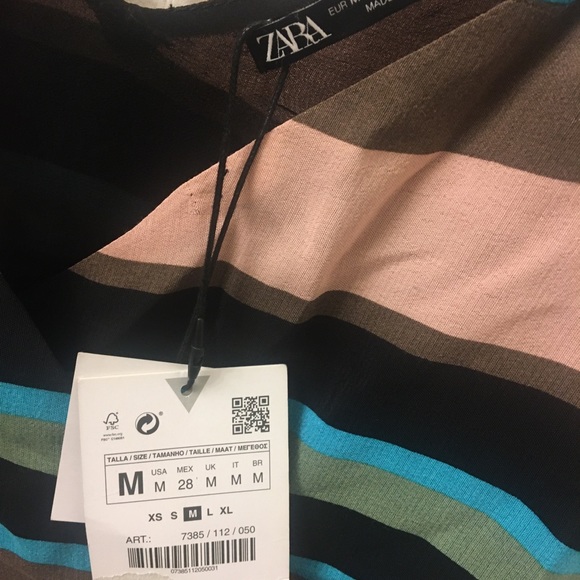 ZARA
EUR M
MADE
FSC
TALLA / SIZE / TAMANHO / TAILLE / MAAT / ΜΕΓΕΘΟΣ
M
USA MEX UK IT BR
M 28 M M M
XS S M L XL
ART.: 7385 / 112 / 050
07385112050031